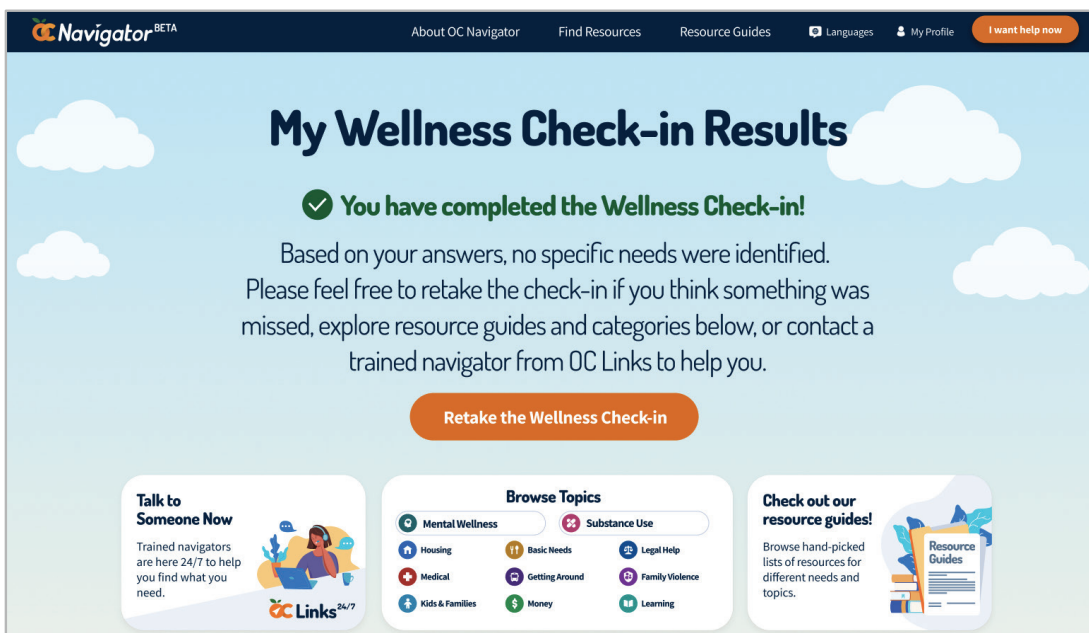 OC Navigator BETA
About OC Navigator
Find Resources
Resource Guides
Languages
My Profile
I want help now
My Wellness Check-in Results
You have completed the Wellness Check-in!
Based on your answers, no specific needs were identified.
Please feel free to retake the check-in if you think something was
missed, explore resource guides and categories below, or contact a
trained navigator from OC Links to help you.
Retake the Wellness Check-in
Talk to
Someone Now
Trained navigators
are here 24/7 to help
you find what you
need.
OC Links 24/7
Browse Topics
Mental Wellness
Substance Use
Housing
Basic Needs
Legal Help
Medical
Getting Around
Family Violence
Kids & Families
Money
Learning
Check out our
resource guides!
Browse hand-picked
lists of resources for
different needs and
topics.
Resource
Guides